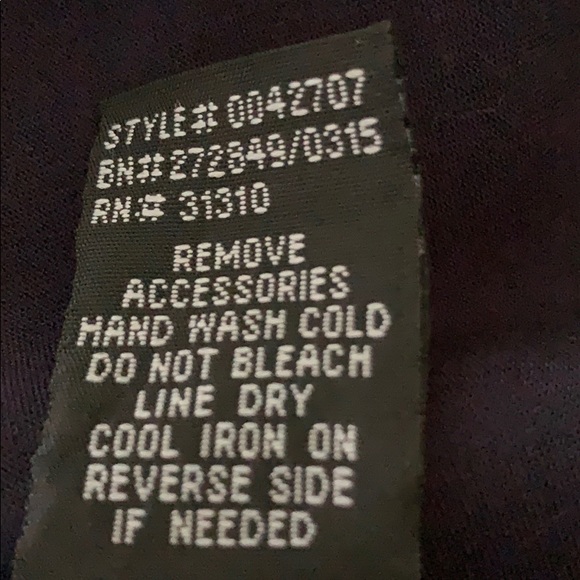 STYLE# 0042707
BN#272849/0315
RN# 31310
REMOVE
ACCESSORIES
HAND WASH COLD
DO NOT BLEACH
LINE DRY
COOL IRON ON
REVERSE SIDE
IF NEEDED